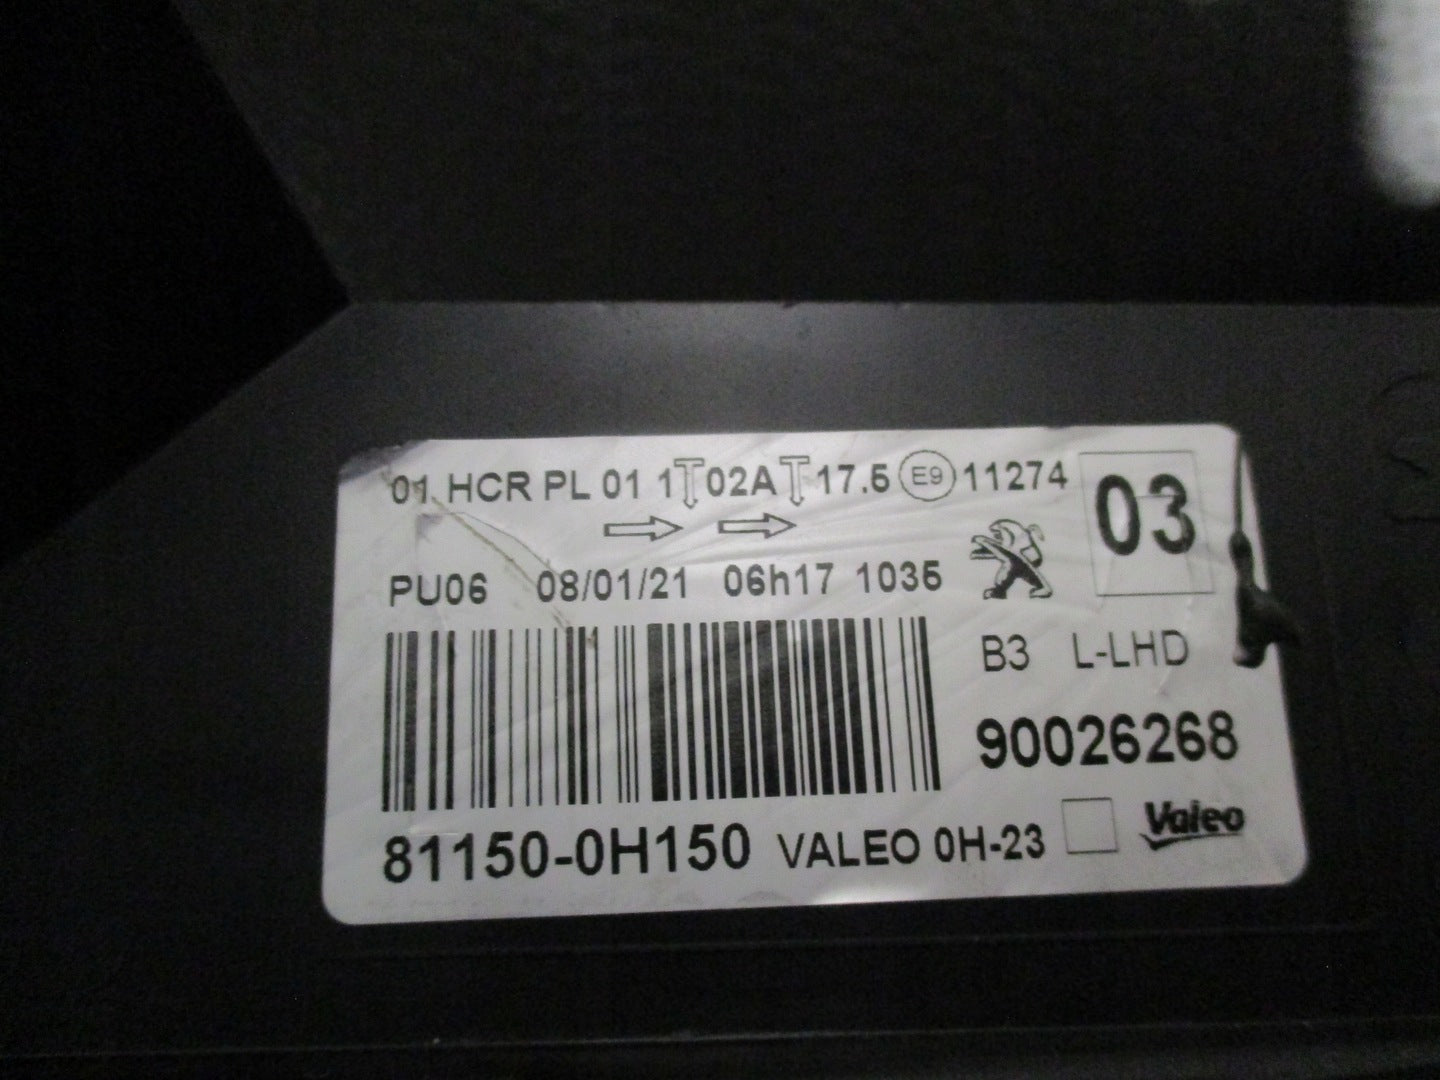 01 HCR PL 01 1 02A 17.5 E9 11274
03
PU06 08/01/21 06h17 1035
B3 L-LHD
90026268
81150-0H150 VALEO 0H-23 Valeo